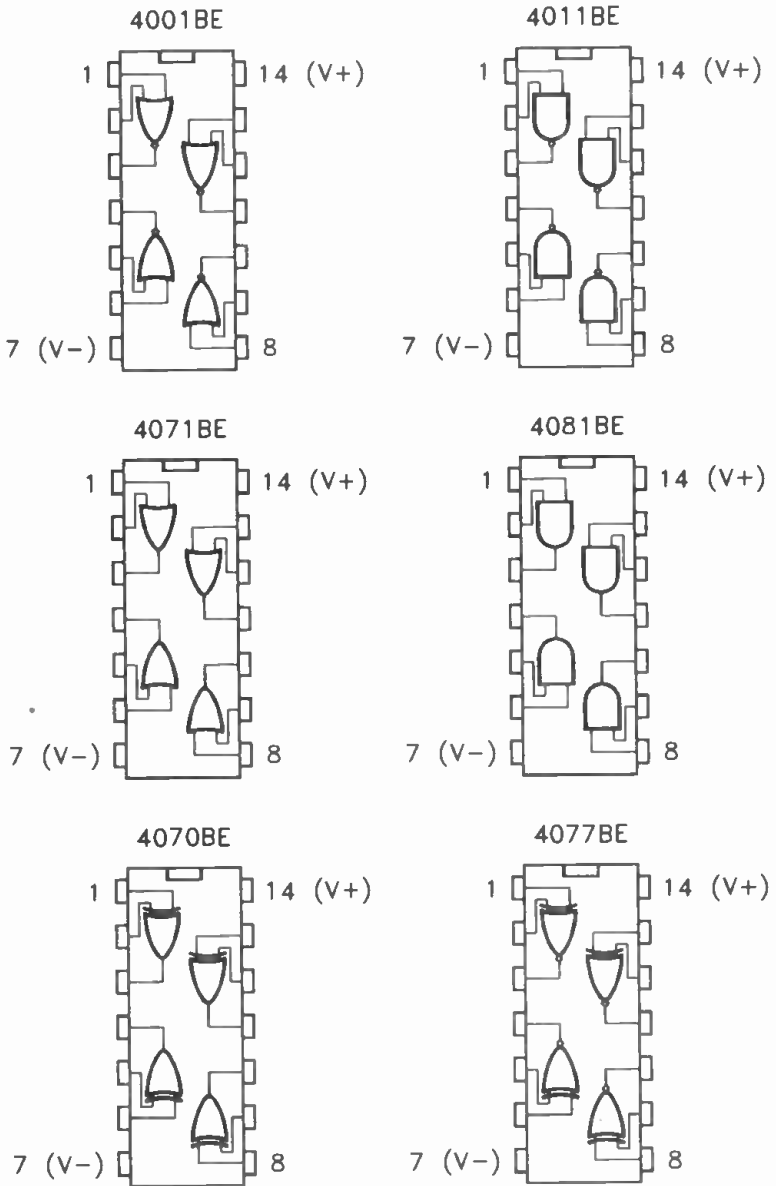 4001BE 4011BE
1 14 (V+) 1 14 (V+)
7 (V-) 8 7 (V-) 8
4071BE 4081BE
1 14 (V+) 1 14 (V+)
7 (V-) 8 7 (V-) 8
4070BE 4077BE
1 14 (V+) 1 14 (V+)
7 (V-) 8 7 (V-) 8